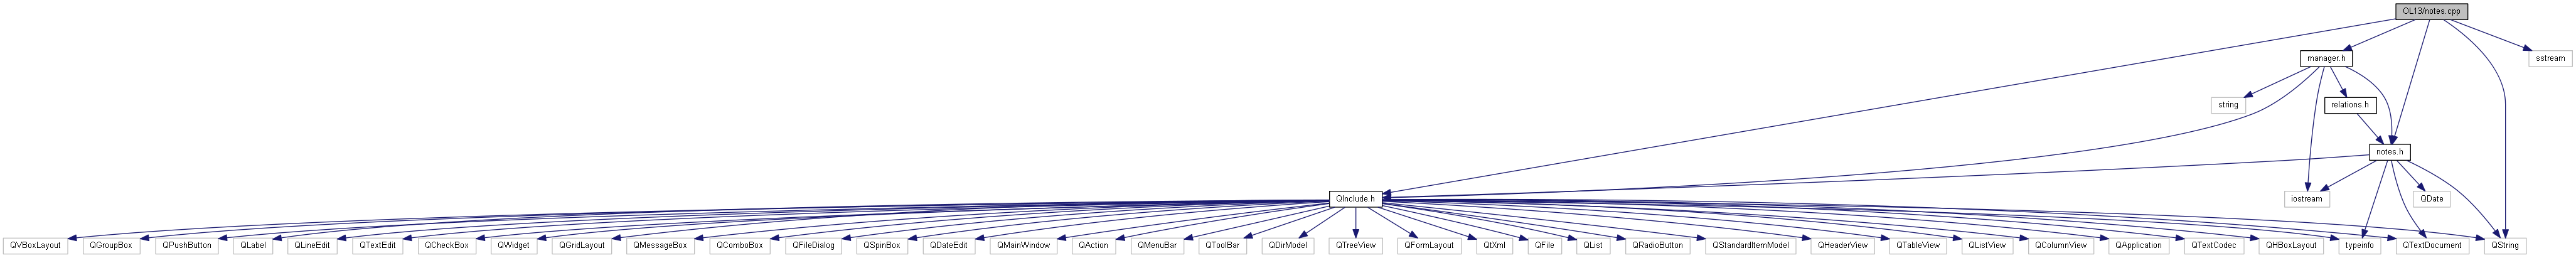 OL13/notes.cpp
manager.h
sstream
string
relations.h
notes.h
QInclude.h
iostream
QDate
QVBoxLayout
QGroupBox
QPushButton
QLabel
QLineEdit
QTextEdit
QCheckBox
QWidget
QGridLayout
QMessageBox
QComboBox
QFileDialog
QSpinBox
QDateEdit
QMainWindow
QAction
QMenuBar
QToolBar
QDirModel
QTreeView
QFormLayout
QtXml
QFile
QList
QRadioButton
QStandardItemModel
QHeaderView
QTableView
QListView
QColumnView
QApplication
QTextCodec
QHBoxLayout
typeinfo
QTextDocument
QString